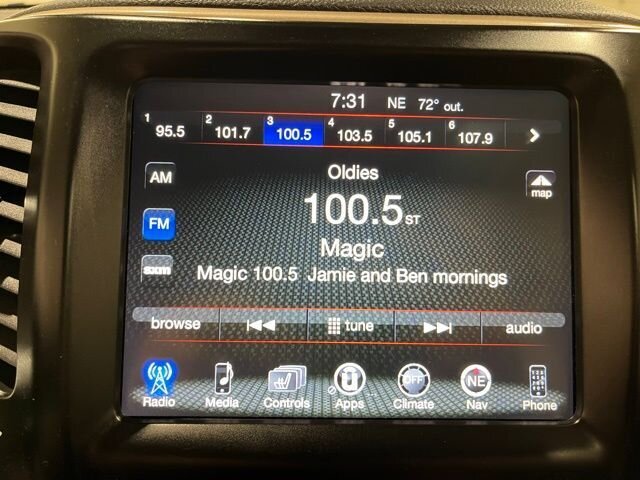 7:31 NE 72° out.
1 95.5 2 101.7 3 100.5 4 103.5 5 105.1 6 107.9
AM Oldies map
100.5 ST
FM
Magic
sxm Magic 100.5 Jamie and Ben mornings
browse tune audio
OFF NE
Radio Media Controls Apps Climate Nav Phone